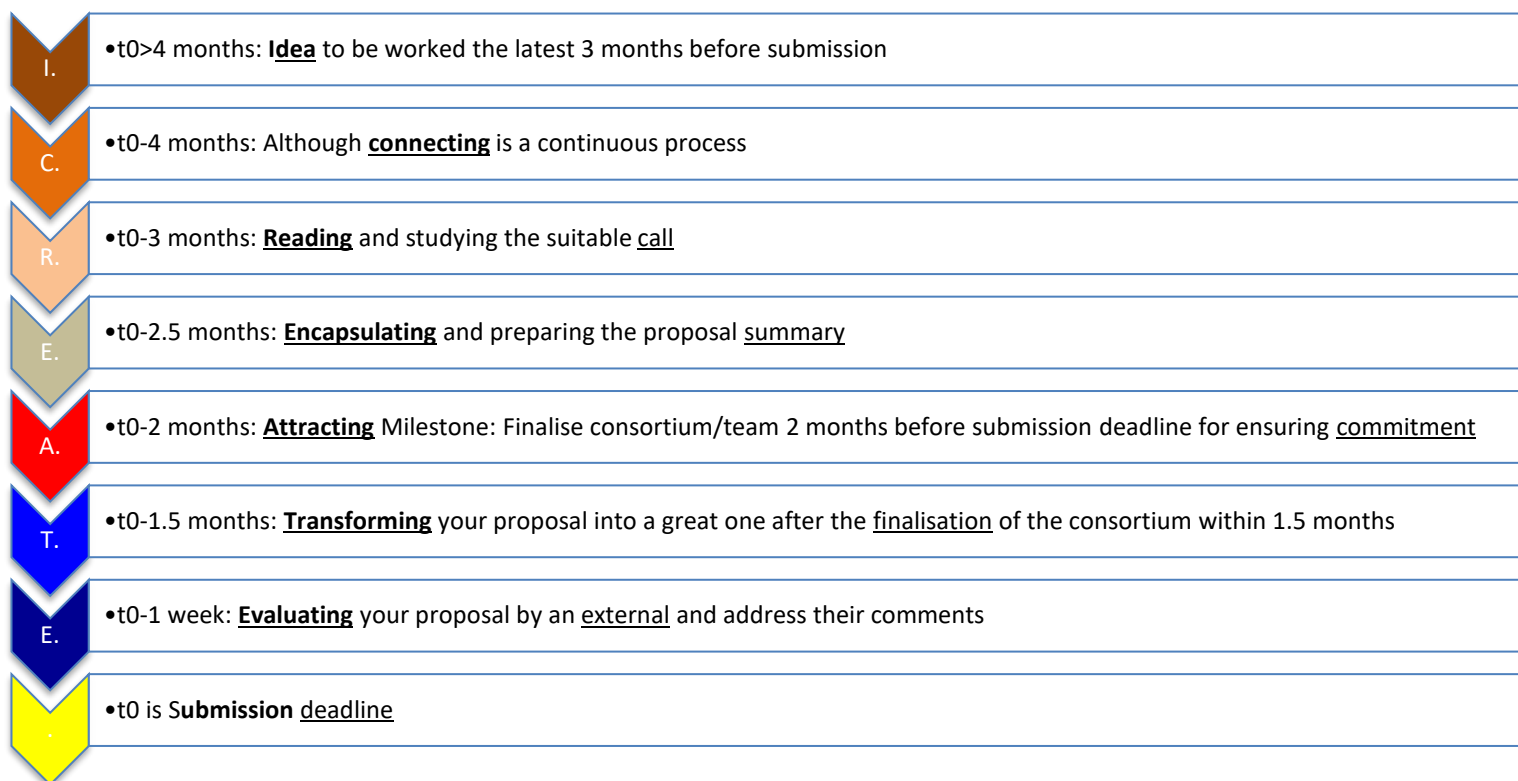 I.
•t0>4 months: Idea to be worked the latest 3 months before submission
C.
•t0-4 months: Although connecting is a continuous process
R.
•t0-3 months: Reading and studying the suitable call
E.
•t0-2.5 months: Encapsulating and preparing the proposal summary
A.
•t0-2 months: Attracting Milestone: Finalise consortium/team 2 months before submission deadline for ensuring commitment
T.
•t0-1.5 months: Transforming your proposal into a great one after the finalisation of the consortium within 1.5 months
E.
•t0-1 week: Evaluating your proposal by an external and address their comments
.
•t0 is Submission deadline